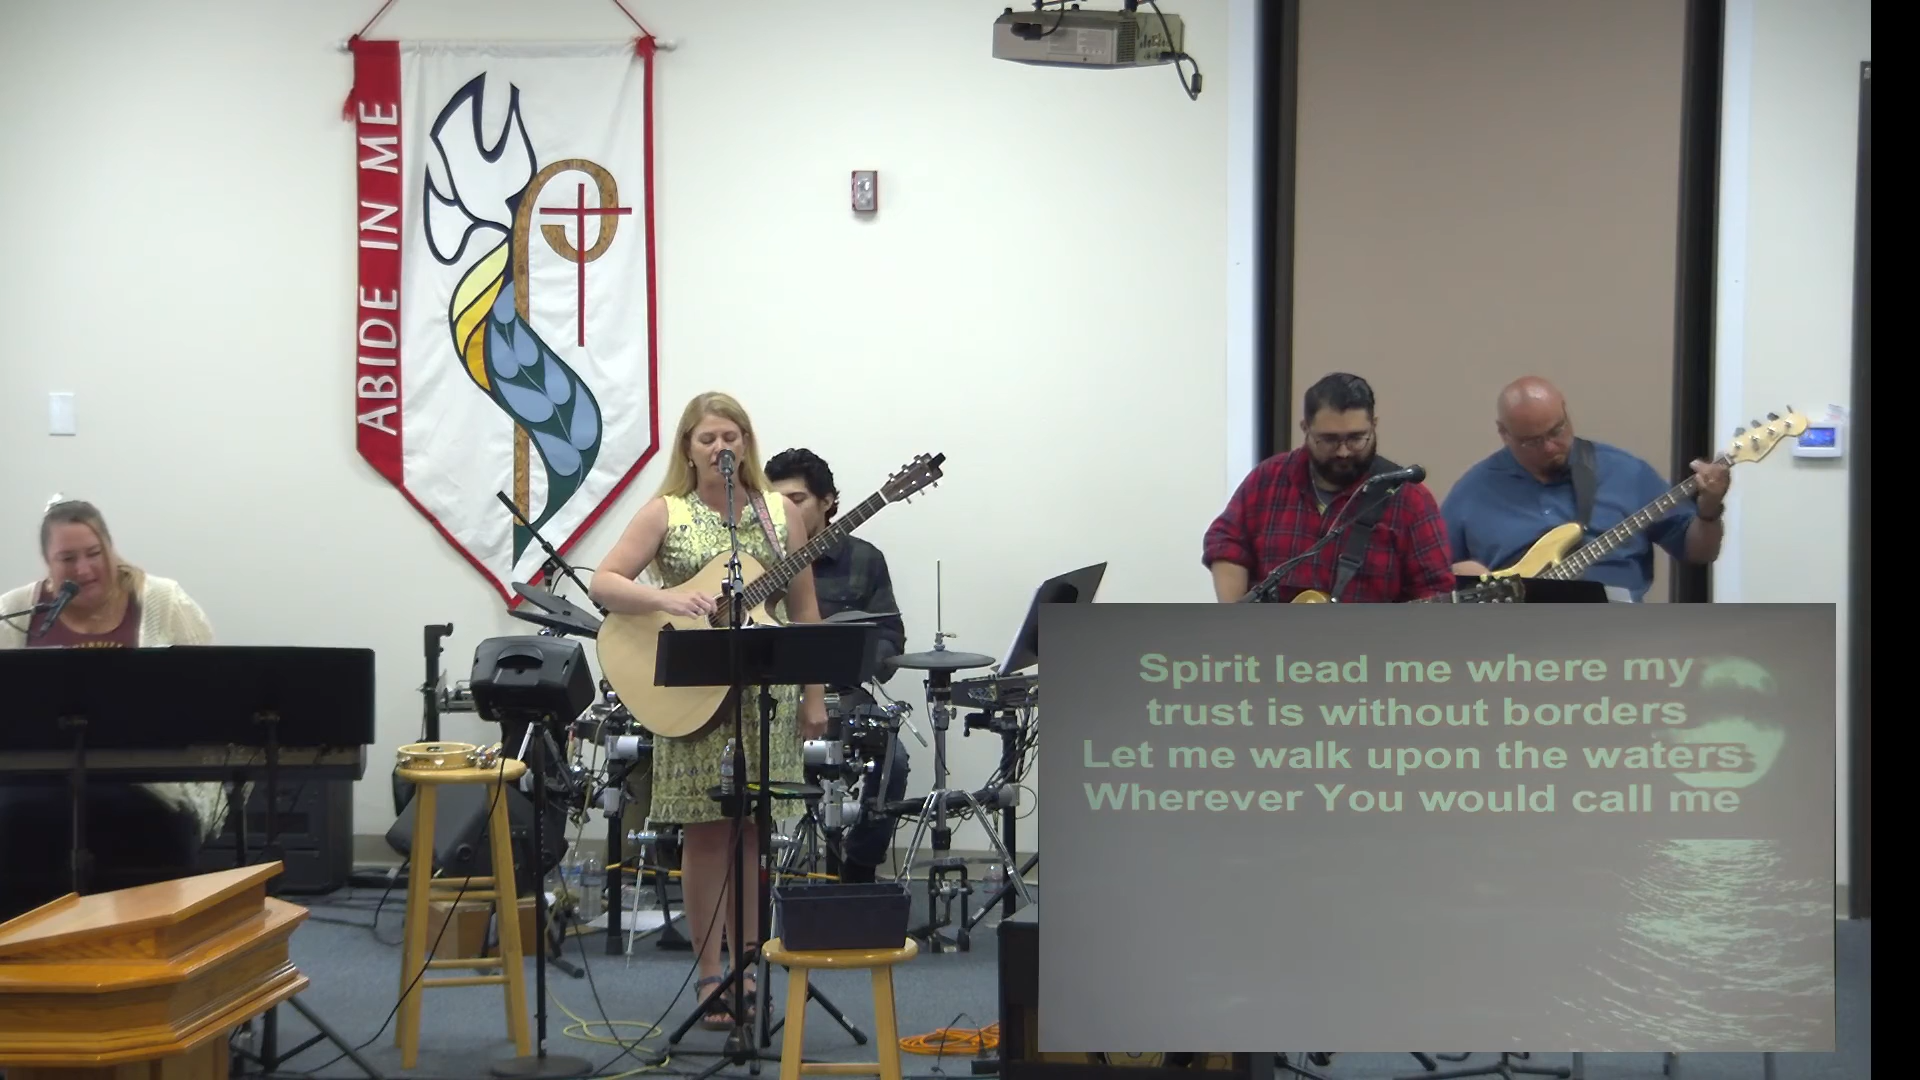 ABIDE IN ME
Spirit lead me where my
trust is without borders
Let me walk upon the waters
Wherever You would call me